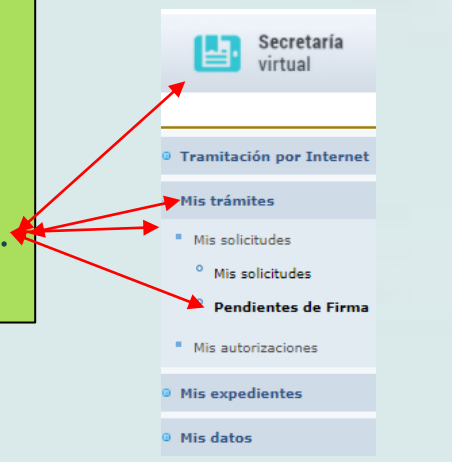 Secretaría
virtual
Tramitación por Internet
Mis trámites
.
Mis solicitudes
Mis solicitudes
Pendientes de Firma
Mis autorizaciones
Mis expedientes
Mis datos